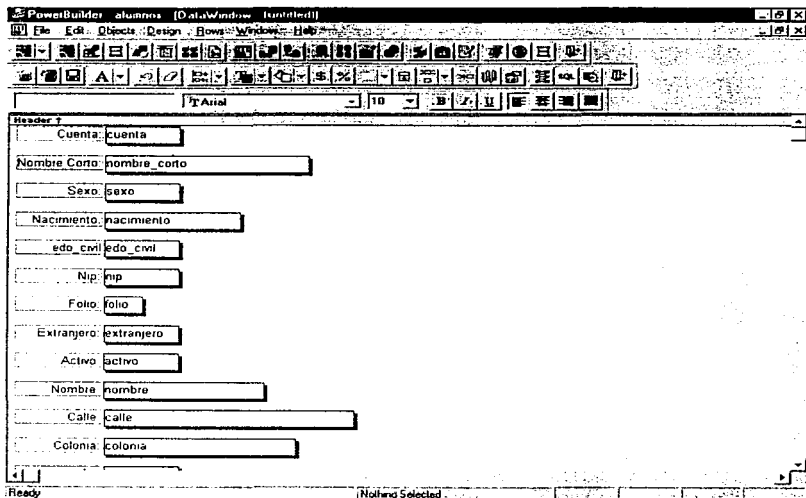 PowerBuilder - alumnos - [DataWindow - (untitled)]
File Edit Objects Design Rows Window Help
Arial 10 B I U
Header ↑
Cuenta: cuenta
Nombre Corto: nombre_corto
Sexo: sexo
Nacimiento: nacimiento
edo_civil edo_civil
Nip: nip
Folio: folio
Extranjero: extranjero
Activo: activo
Nombre: nombre
Calle: calle
Colonia: colonia
Ready Nothing Selected